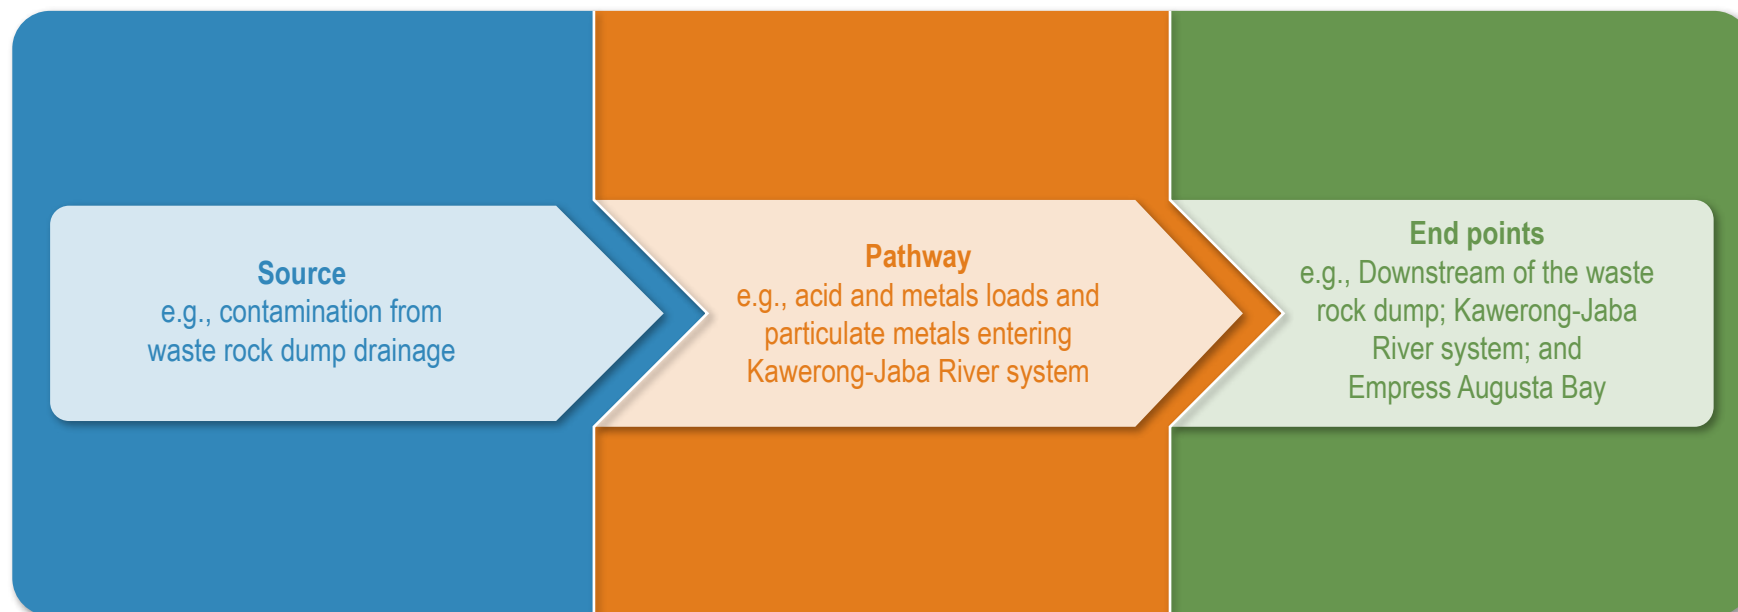 Source
e.g., contamination from
waste rock dump drainage
Pathway
e.g., acid and metals loads and
particulate metals entering
Kawerong-Jaba River system
End points
e.g., Downstream of the waste
rock dump; Kawerong-Jaba
River system; and
Empress Augusta Bay